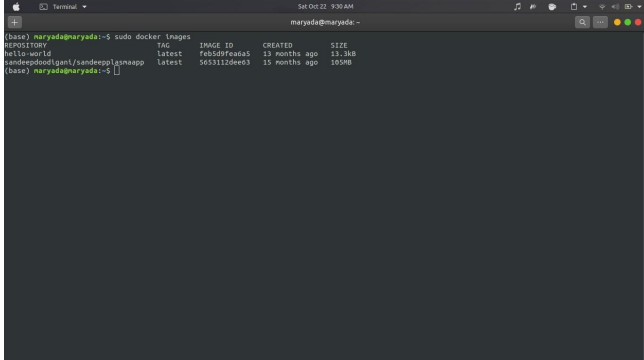 Terminal
Sat Oct 22 9:30 AM
maryada@maryada: ~
(base) maryada@maryada:~$ sudo docker images
REPOSITORY TAG IMAGE ID CREATED SIZE
hello-world latest feb5d9fea6a5 13 months ago 13.3kB
sandeepdoodigani/sandeepplasmaapp latest 5653112dee63 15 months ago 105MB
(base) maryada@maryada:~$